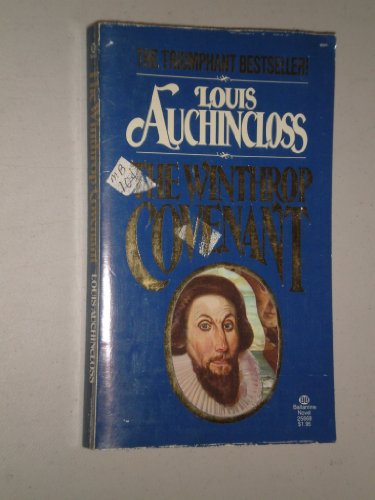 THE TRIUMPHANT BESTSELLER!
LOUIS
AUCHINCLOSS
THE WINTHROP
COVENANT
Ballantine
Novel
$1.95
The Winthrop Covenant
LOUIS AUCHINCLOSS